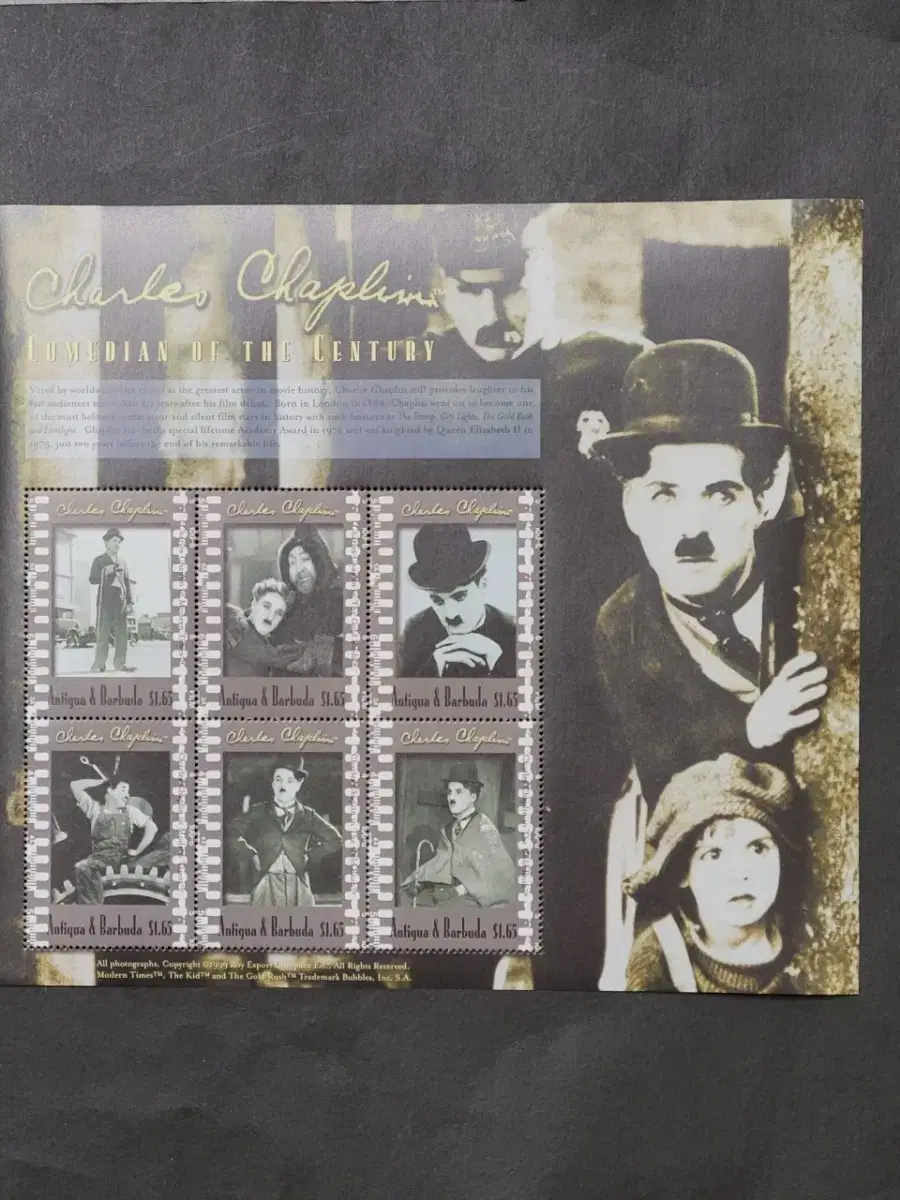 Charles Chaplin™
COMEDIAN OF THE CENTURY
Voted by as the greatest actor in movie history, Charlie Chaplin still provides laughter to his
audiences more than years after his film debut. Born in London in 1889, Chaplin went on to become one
of the most beloved actor and silent film stars in history with such features as The Tramp, City Lights, The Gold Rush
and Limelight. Chaplin received a special lifetime Academy Award in 1972 and was knighted by Queen Elizabeth II in
1975, just two years before the end of his remarkable life.
Charles Chaplin Charles Chaplin Charles Chaplin
Antigua & Barbuda $1.65 Antigua & Barbuda $1.65 Antigua & Barbuda $1.65
Charles Chaplin Charles Chaplin Charles Chaplin
Antigua & Barbuda $1.65 Antigua & Barbuda $1.65 Antigua & Barbuda $1.65
All photographs, Copyright ©1999 Roy Export Company Est., All Rights Reserved.
Modern Times™, The Kid™ and The Gold Rush™ Trademark Bubbles, Inc. S.A.